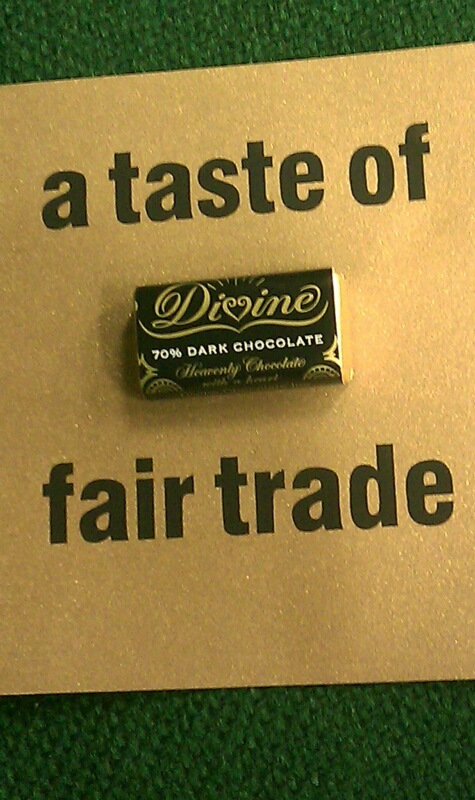 a taste of
Divine
70% DARK CHOCOLATE
Heavenly Chocolate
with a heart
fair trade